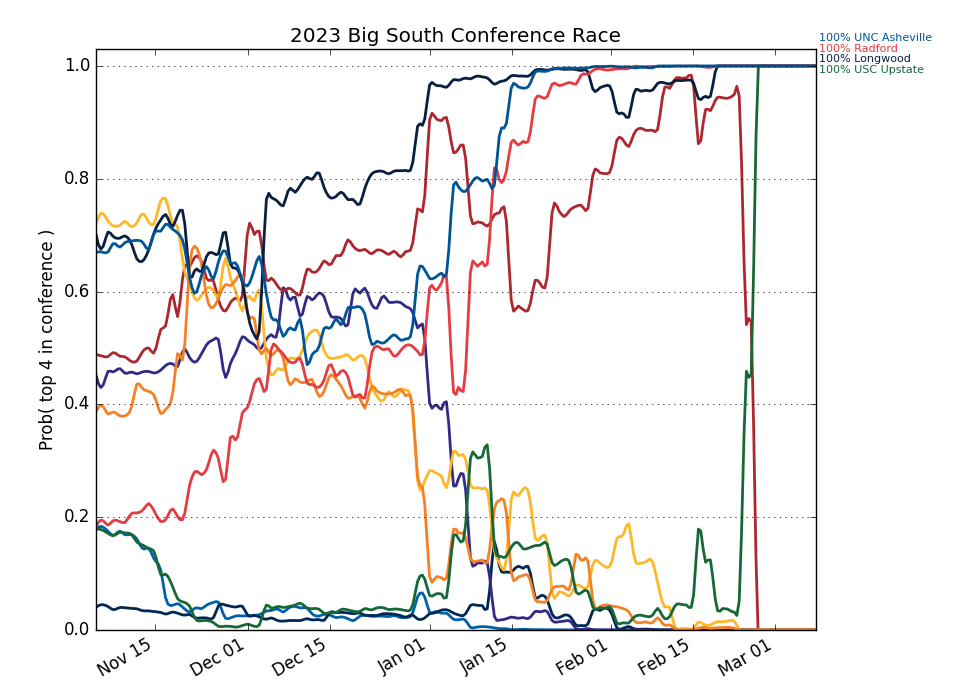 2023 Big South Conference Race
100% UNC Asheville
100% Radford
100% Longwood
100% USC Upstate
Prob( top 4 in conference )
1.0
0.8
0.6
0.4
0.2
0.0
Nov 15
Dec 01
Dec 15
Jan 01
Jan 15
Feb 01
Feb 15
Mar 01